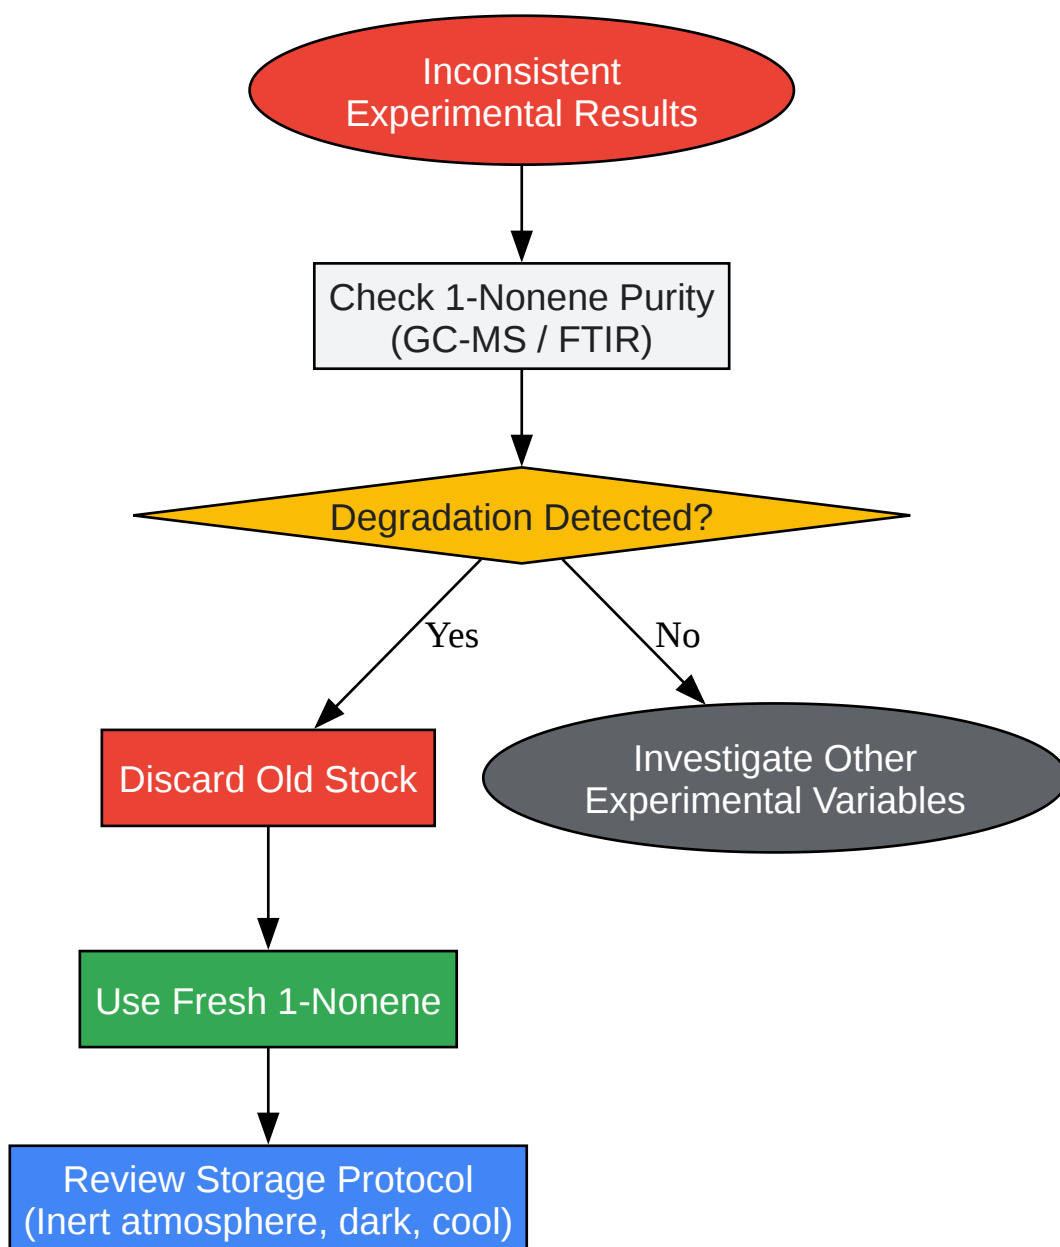 Inconsistent
Experimental Results
Check 1-Nonene Purity
(GC-MS / FTIR)
Degradation Detected?
Yes
No
Discard Old Stock
Investigate Other
Experimental Variables
Use Fresh 1-Nonene
Review Storage Protocol
(Inert atmosphere, dark, cool)